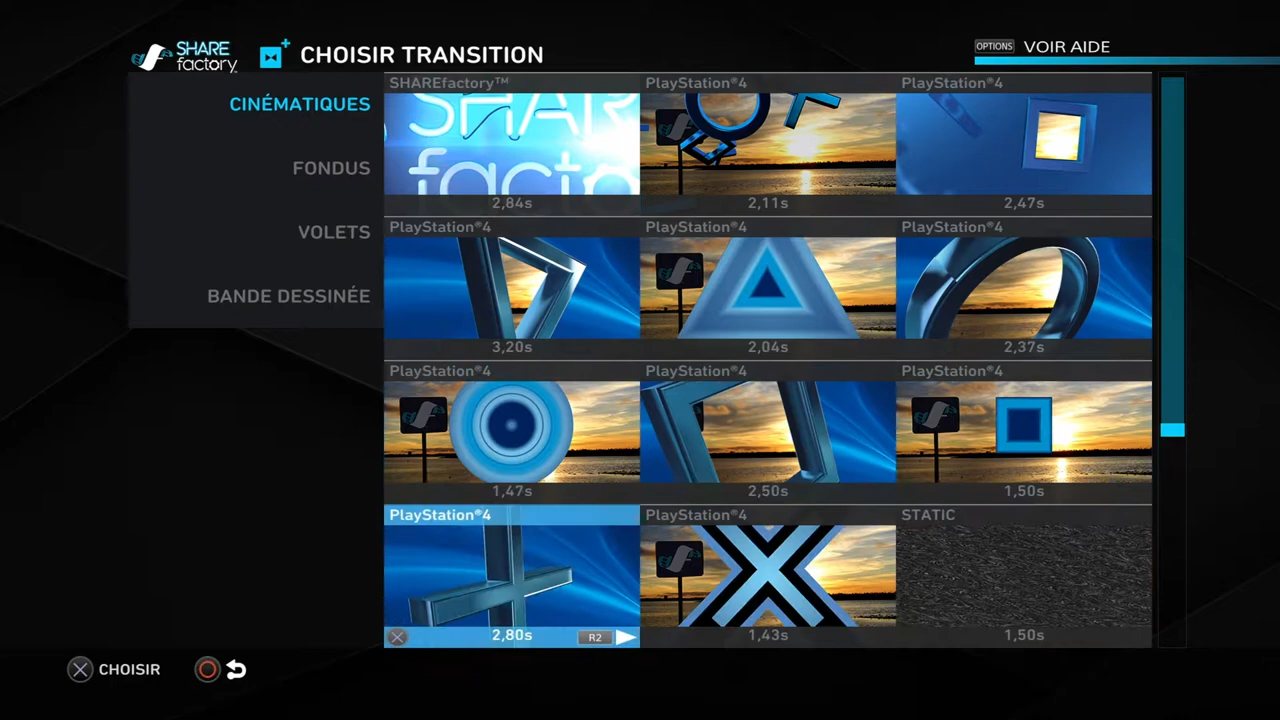 SHARE
factory™
CHOISIR TRANSITION
OPTIONS VOIR AIDE
CINÉMATIQUES
FONDUS
VOLETS
BANDE DESSINÉE
SHAREfactory™ PlayStation®4 PlayStation®4
SHAR
facto
2,84s 2,11s 2,47s
PlayStation®4 PlayStation®4 PlayStation®4
3,20s 2,04s 2,37s
PlayStation®4 PlayStation®4 PlayStation®4
1,47s 2,50s 1,50s
PlayStation®4 PlayStation®4 STATIC
2,80s R2 1,43s 1,50s
CHOISIR